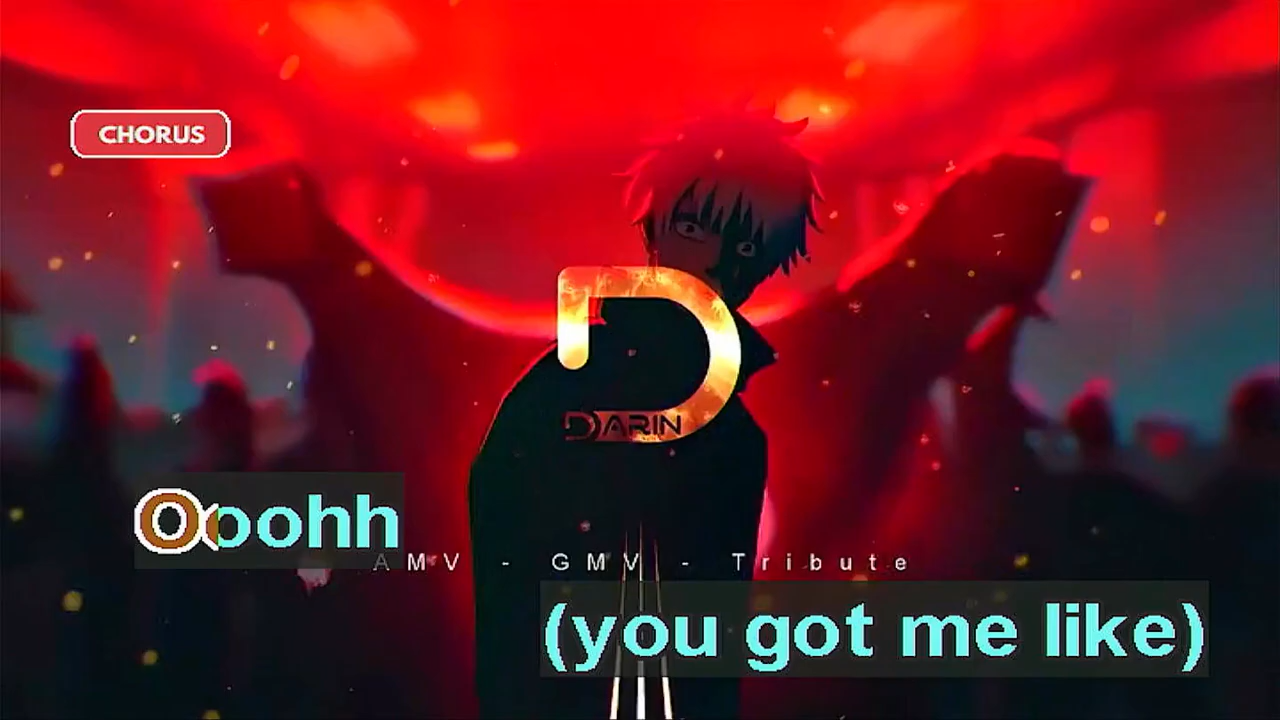 CHORUS
DARIN
Ooohh
AMV - GMV - Tribute
(you got me like)